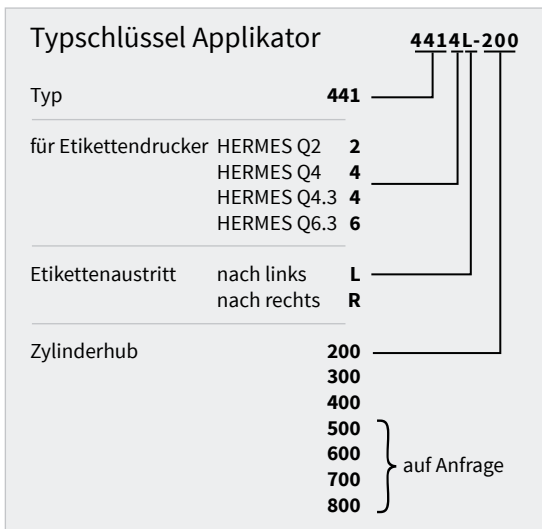 Typschlüssel Applikator 4414L-200
Typ 441
für Etikettendrucker HERMES Q2 2
HERMES Q4 4
HERMES Q4.3 4
HERMES Q6.3 6
Etikettenaustritt nach links L
nach rechts R
Zylinderhub 200
300
400
500
600
auf Anfrage
700
800